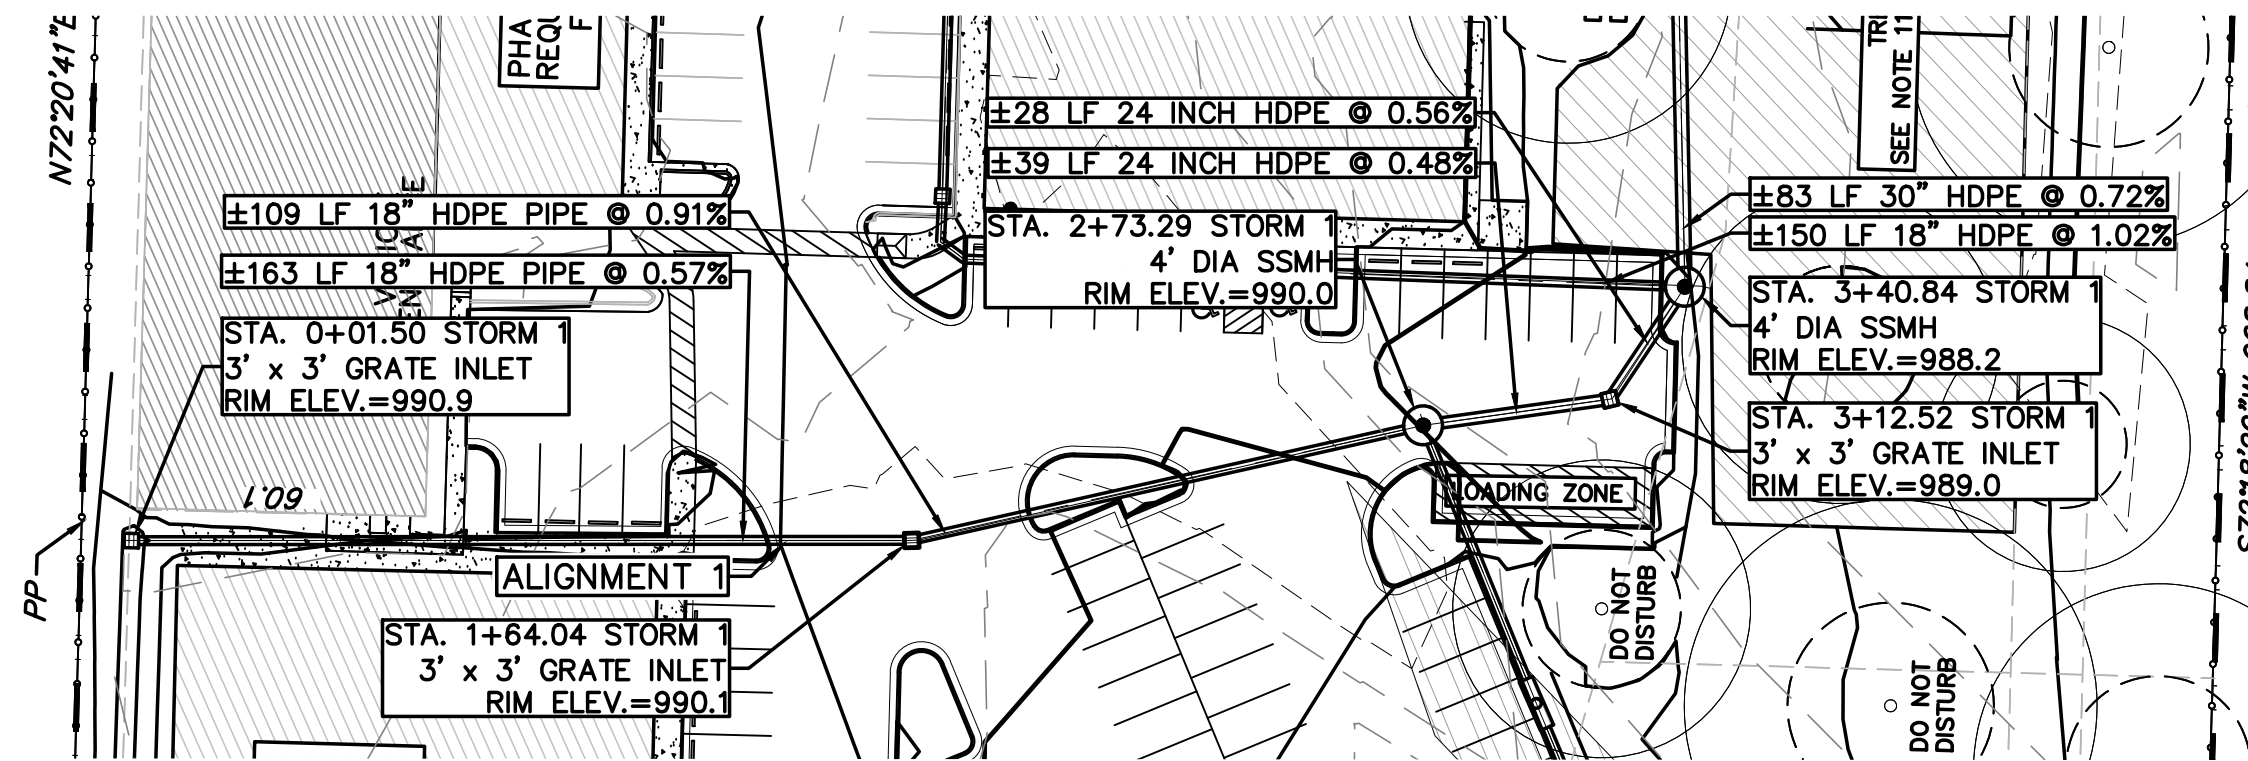 N72°20'41"E
PHA
REQU
F
±28 LF 24 INCH HDPE @ 0.56%
±39 LF 24 INCH HDPE @ 0.48%
TRI
SEE NOTE 11
±109 LF 18" HDPE PIPE @ 0.91%
±163 LF 18" HDPE PIPE @ 0.57%
STA. 2+73.29 STORM 1
4' DIA SSMH
RIM ELEV.=990.0
±83 LF 30" HDPE @ 0.72%
±150 LF 18" HDPE @ 1.02%
STA. 0+01.50 STORM 1
3' x 3' GRATE INLET
RIM ELEV.=990.9
STA. 3+40.84 STORM 1
4' DIA SSMH
RIM ELEV.=988.2
STA. 3+12.52 STORM 1
3' x 3' GRATE INLET
RIM ELEV.=989.0
LOADING ZONE
60.1'
PP
ALIGNMENT 1
STA. 1+64.04 STORM 1
3' x 3' GRATE INLET
RIM ELEV.=990.1
DO NOT
DISTURB
DO NOT
DISTURB